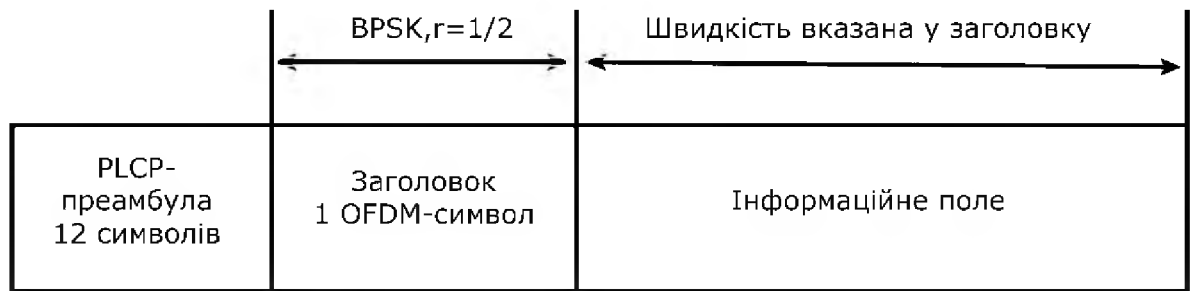 BPSK,r=1/2
Швидкість вказана у заголовку
PLCP-
преамбула
12 символів
Заголовок
1 OFDM-символ
Інформаційне поле